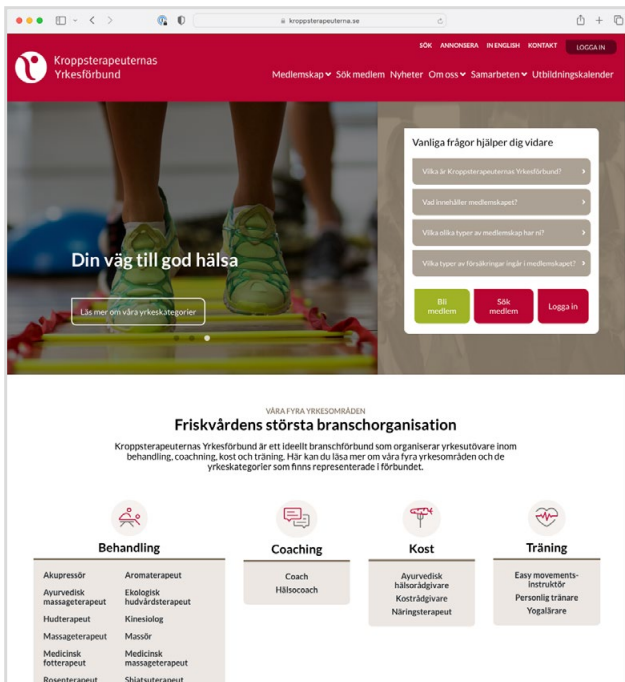 kroppsterapeuterna.se
SÖK ANNONSERA IN ENGLISH KONTAKT LOGGA IN
Kroppsterapeuternas
Yrkesförbund
Medlemskap Sök medlem Nyheter Om oss Samarbeten Utbildningskalender
Din väg till god hälsa
Läs mer om våra yrkeskategorier
Vanliga frågor hjälper dig vidare
Vilka är Kroppsterapeuternas Yrkesförbund?
Vad innehåller medlemskapet?
Vilka olika typer av medlemskap har ni?
Vilka typer av försäkringar ingår i medlemskapet?
Bli
medlem
Sök
medlem
Logga in
VÅRA FYRA YRKESOMRÅDEN
Friskvårdens största branschorganisation
Kroppsterapeuternas Yrkesförbund är ett ideellt branschförbund som organiserar yrkesutövare inom
behandling, coachning, kost och träning. Här kan du läsa mer om våra fyra yrkesområden och de
yrkeskategorier som finns representerade i förbundet.
Behandling
Akupressör
Ayurvedisk
massageterapeut
Hudterapeut
Massageterapeut
Medicinsk
fotterapeut
Rosenterapeut
Aromaterapeut
Ekologisk
hudvårdsterapeut
Kinesiolog
Massör
Medicinsk
massageterapeut
Shiatsuterapeut
Coaching
Coach
Hälsocoach
Kost
Ayurvedisk
hälsorådgivare
Kostrådgivare
Näringsterapeut
Träning
Easy movements-
instruktör
Personlig tränare
Yogalärare